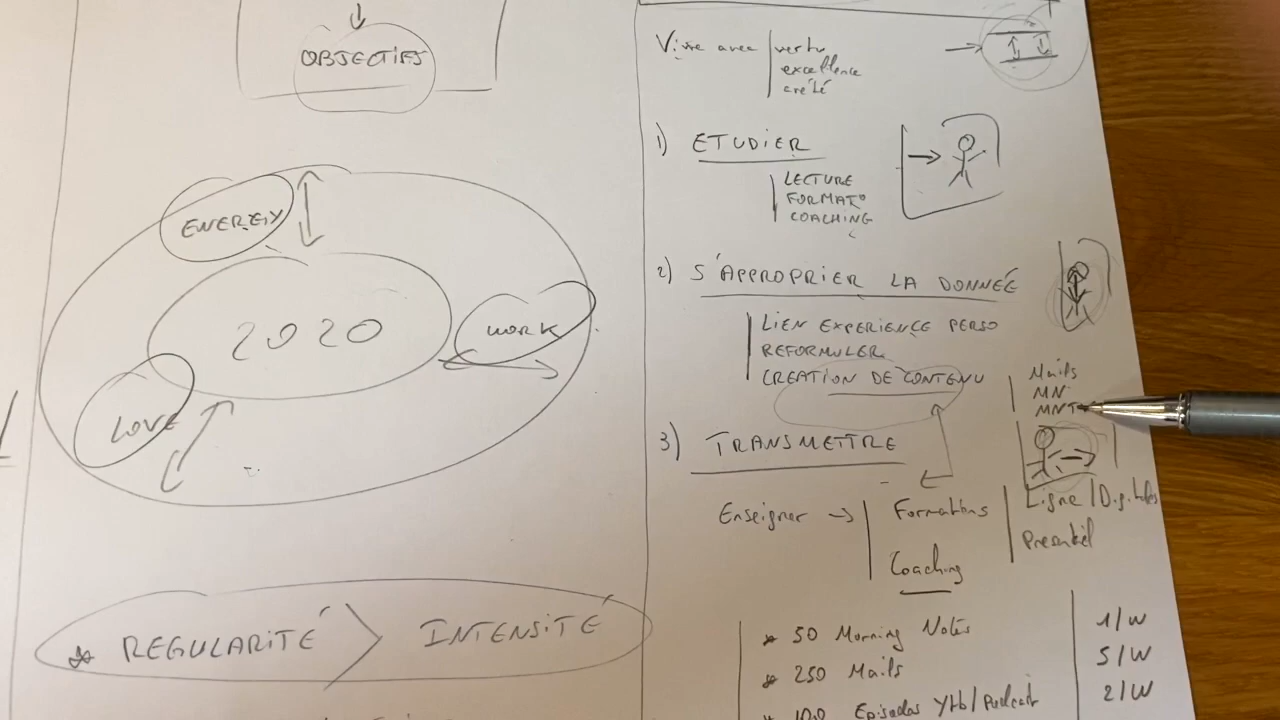 OBJECTIFS
ENERGY
2020
WORK
LOVE
* REGULARITÉ > INTENSITÉ
Vivre avec vertu
excellence
1) ETUDIER
LECTURE
FORMAT°
COACHING
2) S'APPROPRIER LA DONNÉE
LIEN EXPERIENCE PERSO
REFORMULER
CREATION DE CONTENU
Mails
MN
MNT
3) TRANSMETTRE
Enseigner → Formations
Ligne / Digitales
Presentiel
Coaching
* 50 Morning Notes 1/W
* 250 Mails 5/W
* 100 Episodes Ytb/Podcast 2/W